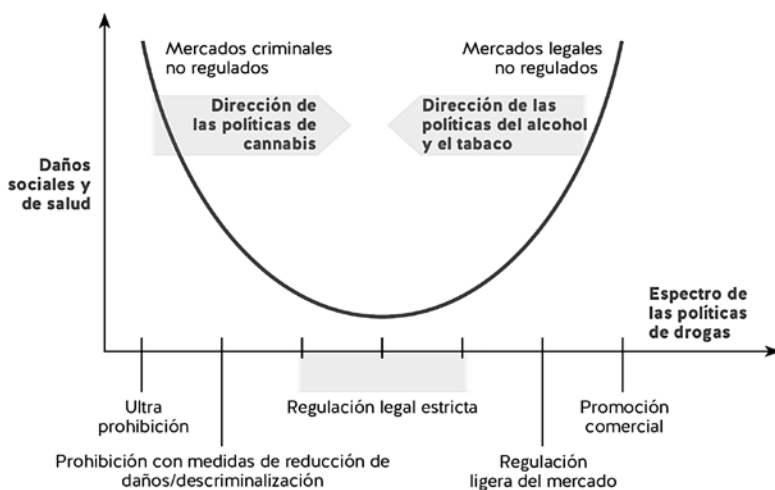 Mercados criminales
no regulados
Mercados legales
no regulados
Dirección de
las políticas de
cannabis
Dirección de las
políticas del alcohol
y el tabaco
Daños
sociales y
de salud
Espectro de
las políticas
de drogas
Ultra
prohibición
Regulación legal estricta
Promoción
comercial
Prohibición con medidas de reducción de
daños/descriminalización
Regulación
ligera del mercado